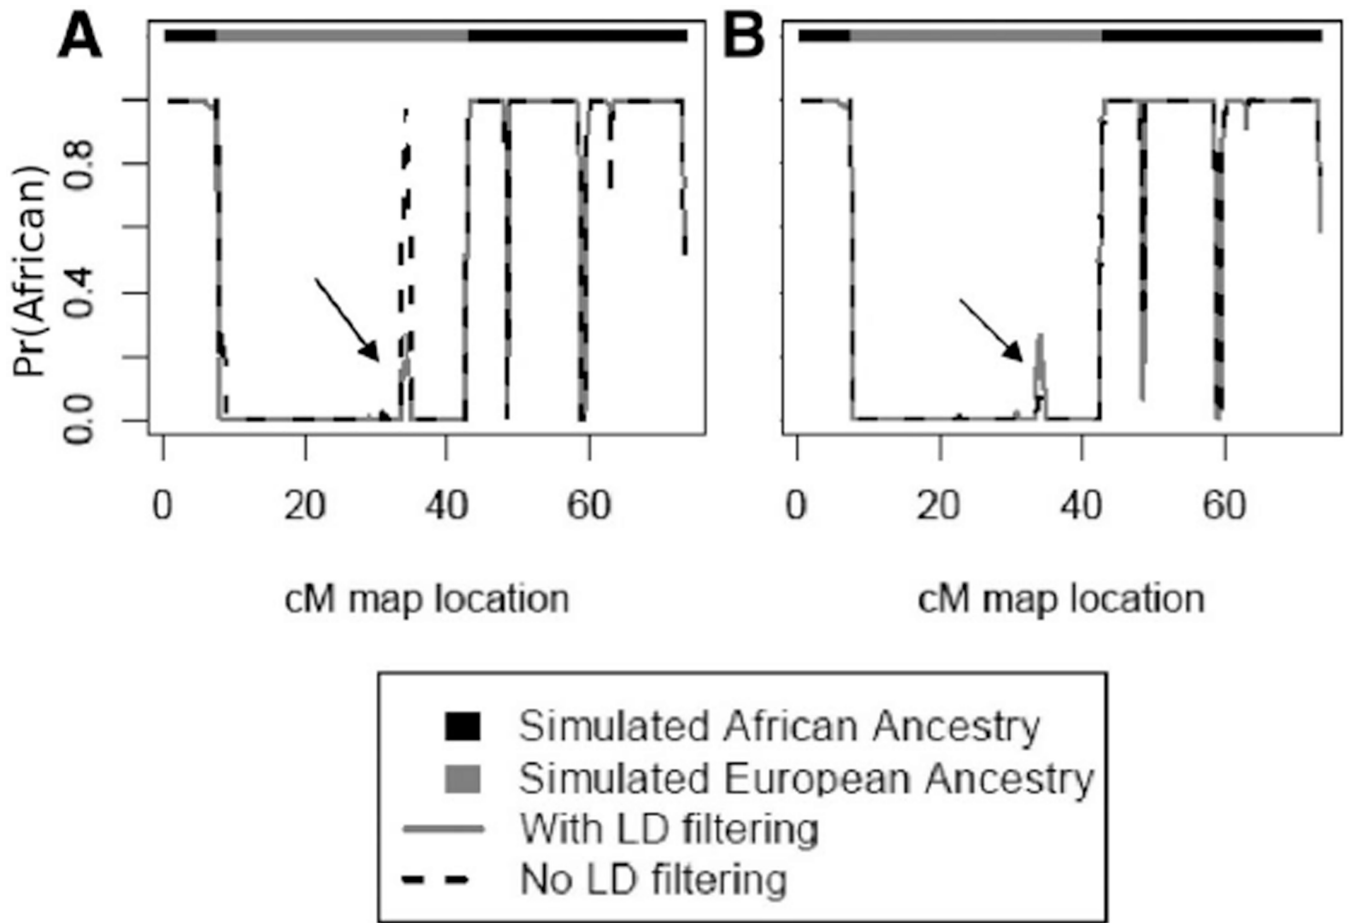 A
B
Pr(African)
0.8
0.4
0.0
0 20 40 60
0 20 40 60
cM map location
cM map location
Simulated African Ancestry
Simulated European Ancestry
With LD filtering
No LD filtering